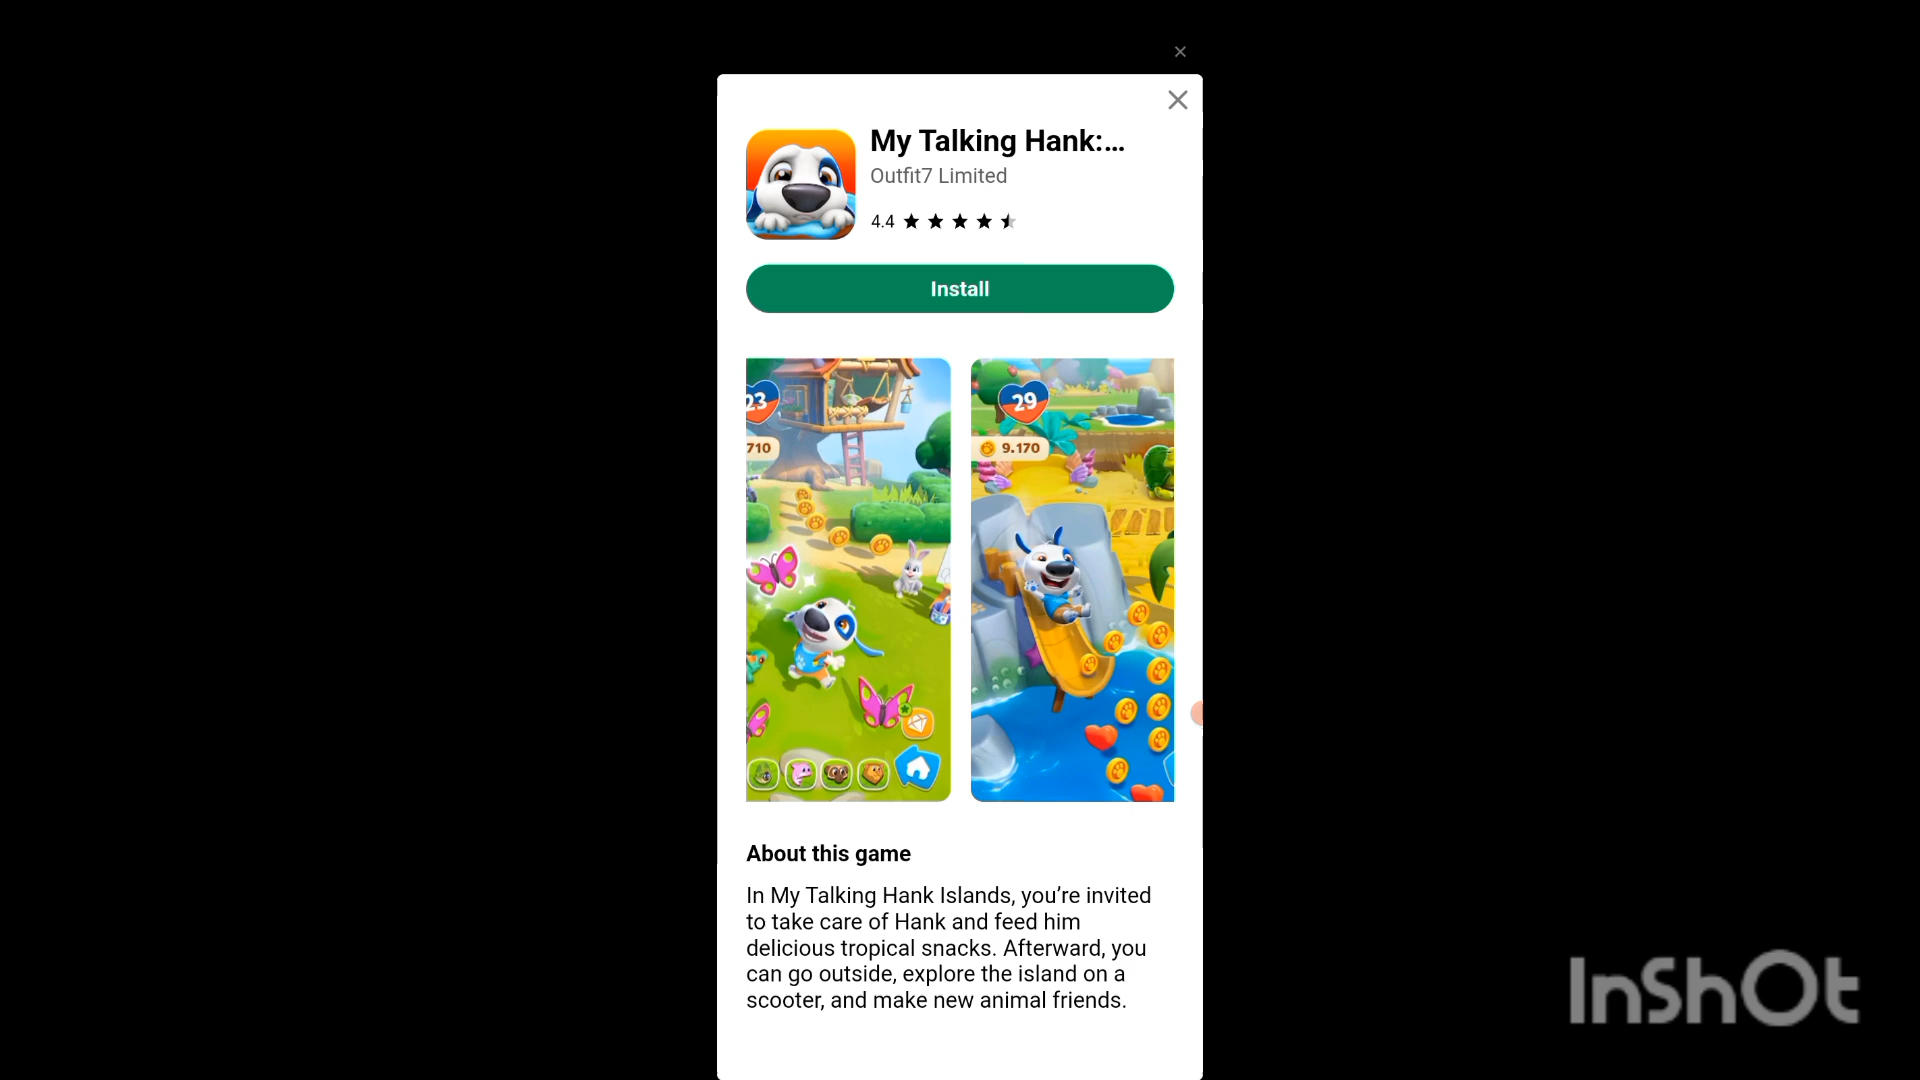 My Talking Hank:...
Outfit7 Limited
4.4
Install
23
29
710
9.170
About this game
In My Talking Hank Islands, you’re invited
to take care of Hank and feed him
delicious tropical snacks. Afterward, you
can go outside, explore the island on a
scooter, and make new animal friends.
InShOt